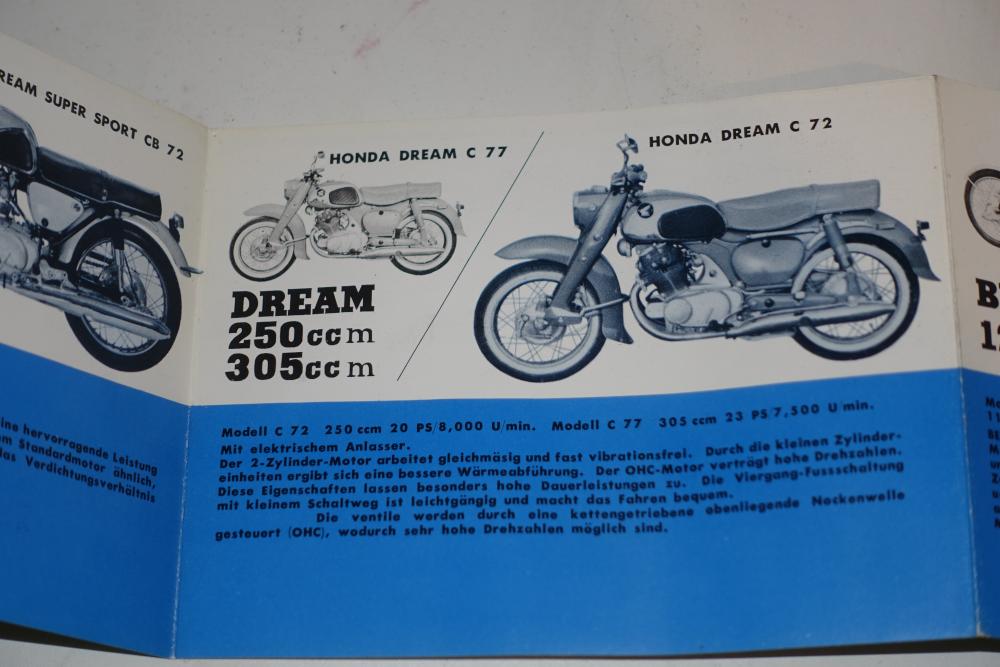 REAM SUPER SPORT CB 72
ine hervorragende Leistung
em Standardmotor ähnlich,
das Verdichtungsverhältnis
HONDA DREAM C 77
HONDA DREAM C 72
DREAM
250ccm
305ccm
Modell C 72 250 ccm 20 PS/8,000 U/min. Modell C 77 305 ccm 23 PS/7,500 U/min.
Mit elektrischem Anlasser.
Der 2-Zylinder-Motor arbeitet gleichmäsig und fast vibrationsfrei. Durch die kleinen Zylinder-
einheiten ergibt sich eine bessere Wärmeabführung. Der OHC-Motor verträgt hohe Drehzahlen.
Diese Eigenschaften lassen besonders hohe Dauerleistungen zu. Die Viergang-Fussschaltung
mit kleinem Schaltweg ist leichtgängig und macht das Fahren bequem.
Die ventile werden durch eine kettengetriebene obenliegende Nockenwelle
gesteuert (OHC), wodurch sehr hohe Drehzahlen möglich sind.